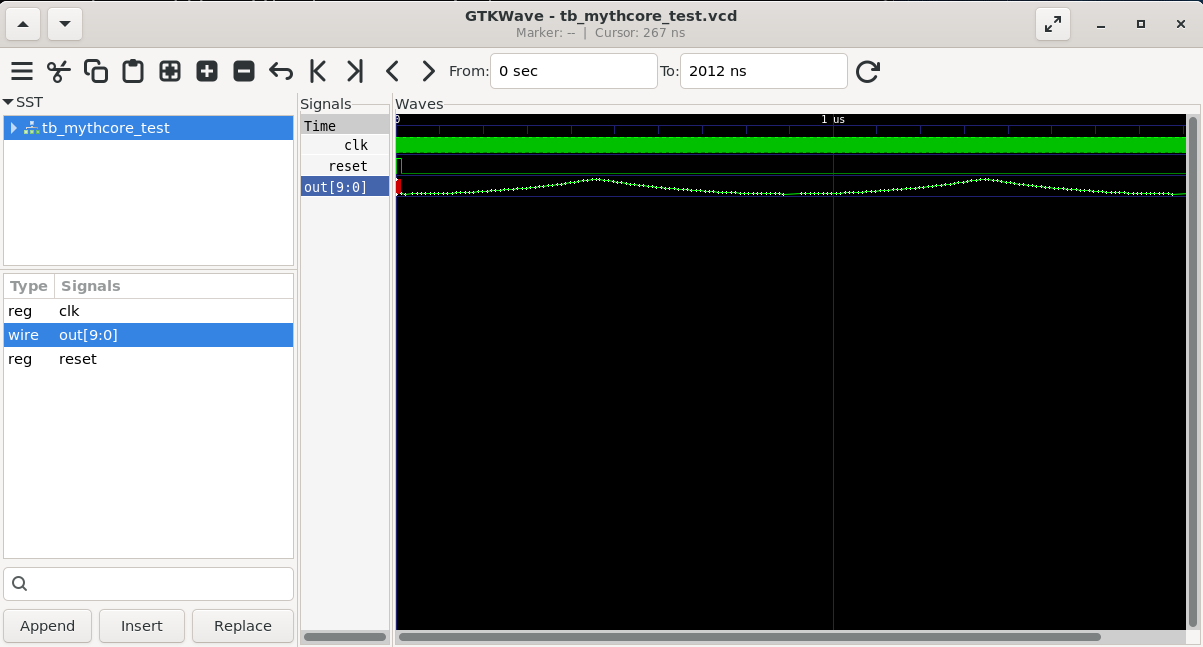 GTKWave - tb_mythcore_test.vcd
Marker: -- | Cursor: 267 ns
From: 0 sec To: 2012 ns
SST
tb_mythcore_test
Type Signals
reg clk
wire out[9:0]
reg reset
Append Insert Replace
Signals
Time
clk
reset
out[9:0]
Waves
0 1 us